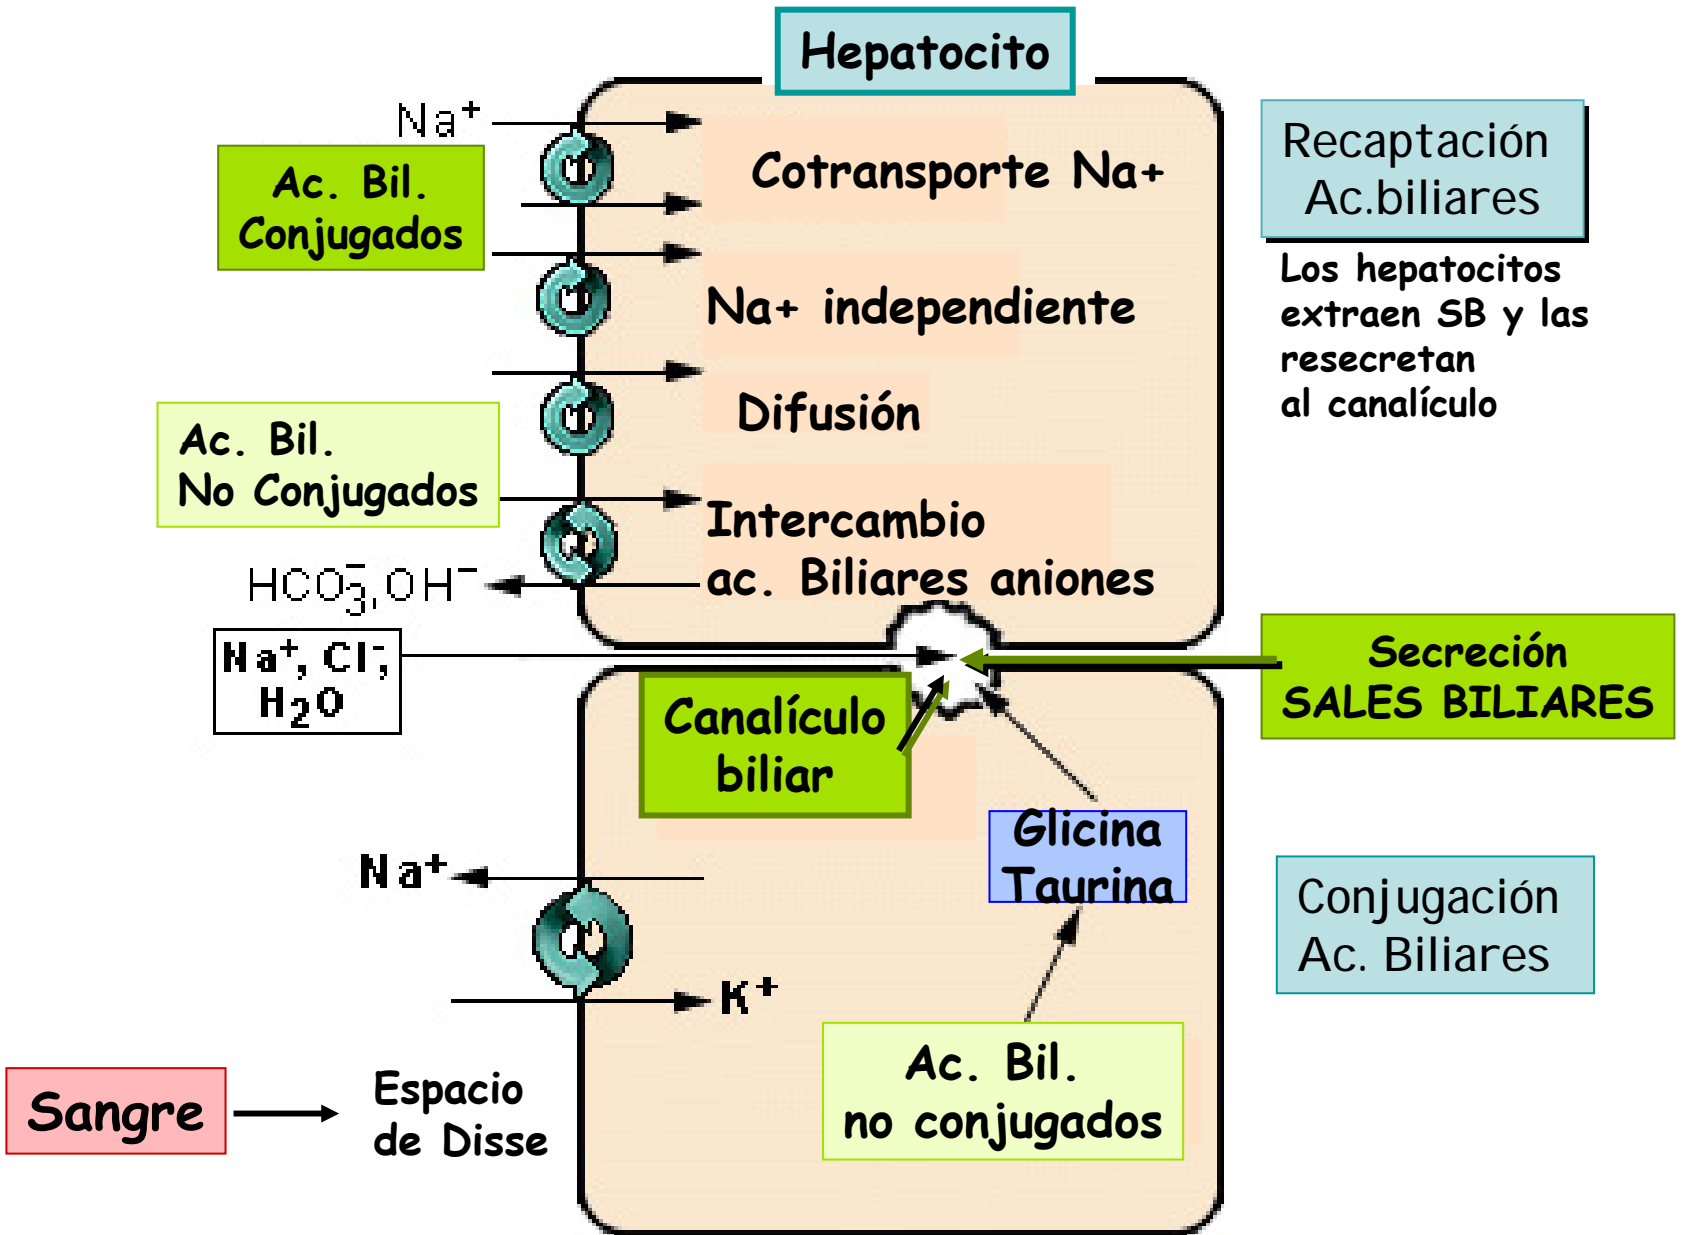 Hepatocito
Na+
Cotransporte Na+
Ac. Bil.
Conjugados
Na+ independiente
Difusión
Ac. Bil.
No Conjugados
Intercambio
ac. Biliares aniones
HCO3-, OH-
Recaptación
Ac.biliares
Los hepatocitos
extraen SB y las
resecretan
al canalículo
Na+, Cl-,
H2O
Secreción
SALES BILIARES
Canalículo
biliar
Glicina
Taurina
Na+
K+
Conjugación
Ac. Biliares
Ac. Bil.
no conjugados
Sangre
Espacio
de Disse